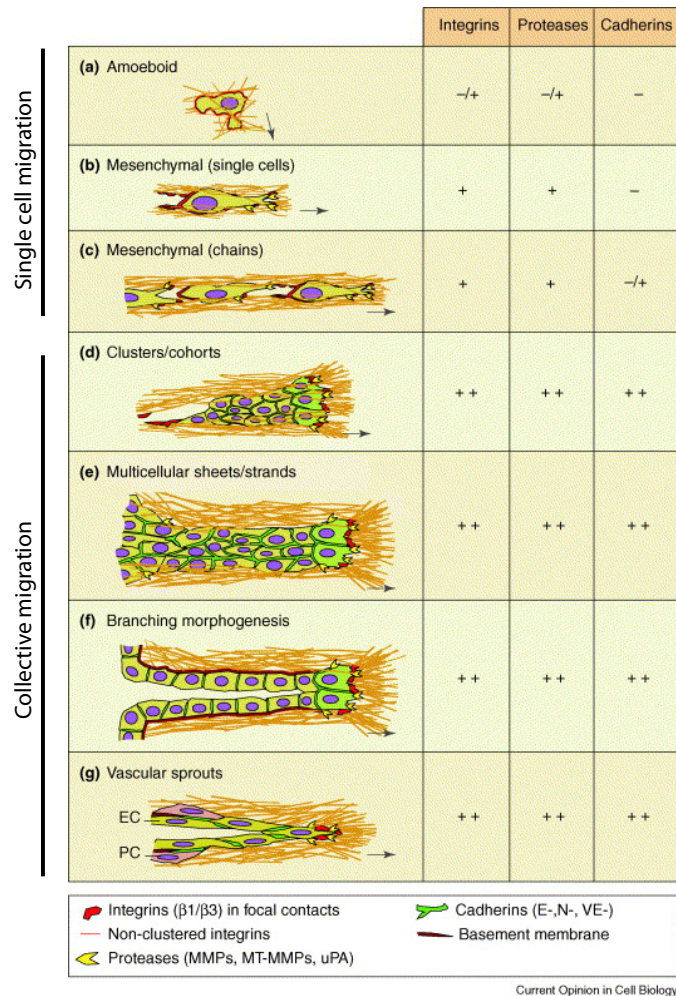 Integrins Proteases Cadherins
Single cell migration
(a) Amoeboid
–/+ –/+ –
(b) Mesenchymal (single cells)
+ + –
(c) Mesenchymal (chains)
+ + –/+
Collective migration
(d) Clusters/cohorts
++ ++ ++
(e) Multicellular sheets/strands
++ ++ ++
(f) Branching morphogenesis
++ ++ ++
(g) Vascular sprouts
EC
PC
++ ++ ++
Integrins (β1/β3) in focal contacts
Non-clustered integrins
Proteases (MMPs, MT-MMPs, uPA)
Cadherins (E-,N-, VE-)
Basement membrane
Current Opinion in Cell Biology